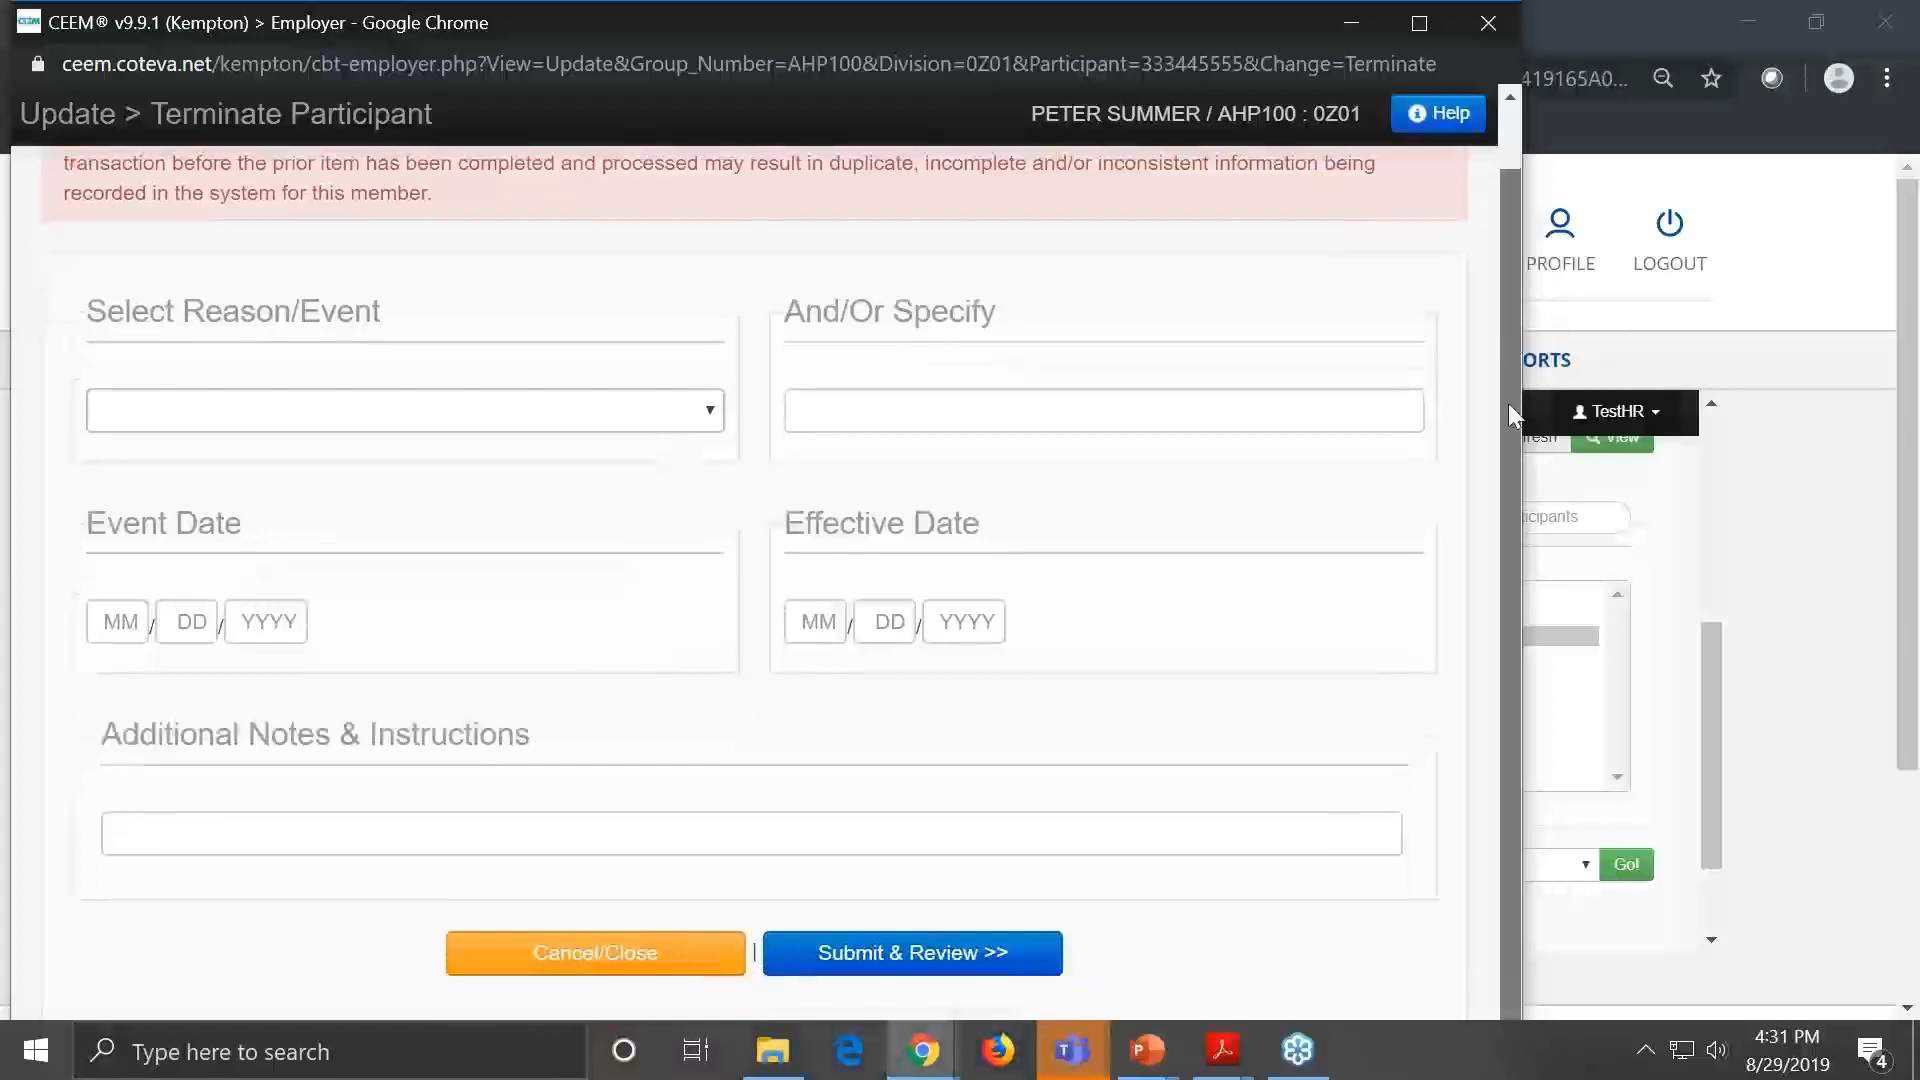 CEEM® v9.9.1 (Kempton) > Employer - Google Chrome
ceem.coteva.net/kempton/cbt-employer.php?View=Update&Group_Number=AHP100&Division=0Z01&Participant=333445555&Change=Terminate
419165A0...
Update > Terminate Participant
PETER SUMMER / AHP100 : 0Z01
Help
transaction before the prior item has been completed and processed may result in duplicate, incomplete and/or inconsistent information being
recorded in the system for this member.
PROFILE
LOGOUT
Select Reason/Event
And/Or Specify
ORTS
TestHR
View
Event Date
Effective Date
icipants
MM / DD / YYYY
MM / DD / YYYY
Additional Notes & Instructions
Go!
Cancel/Close | Submit & Review >>
Type here to search
4:31 PM
8/29/2019
4